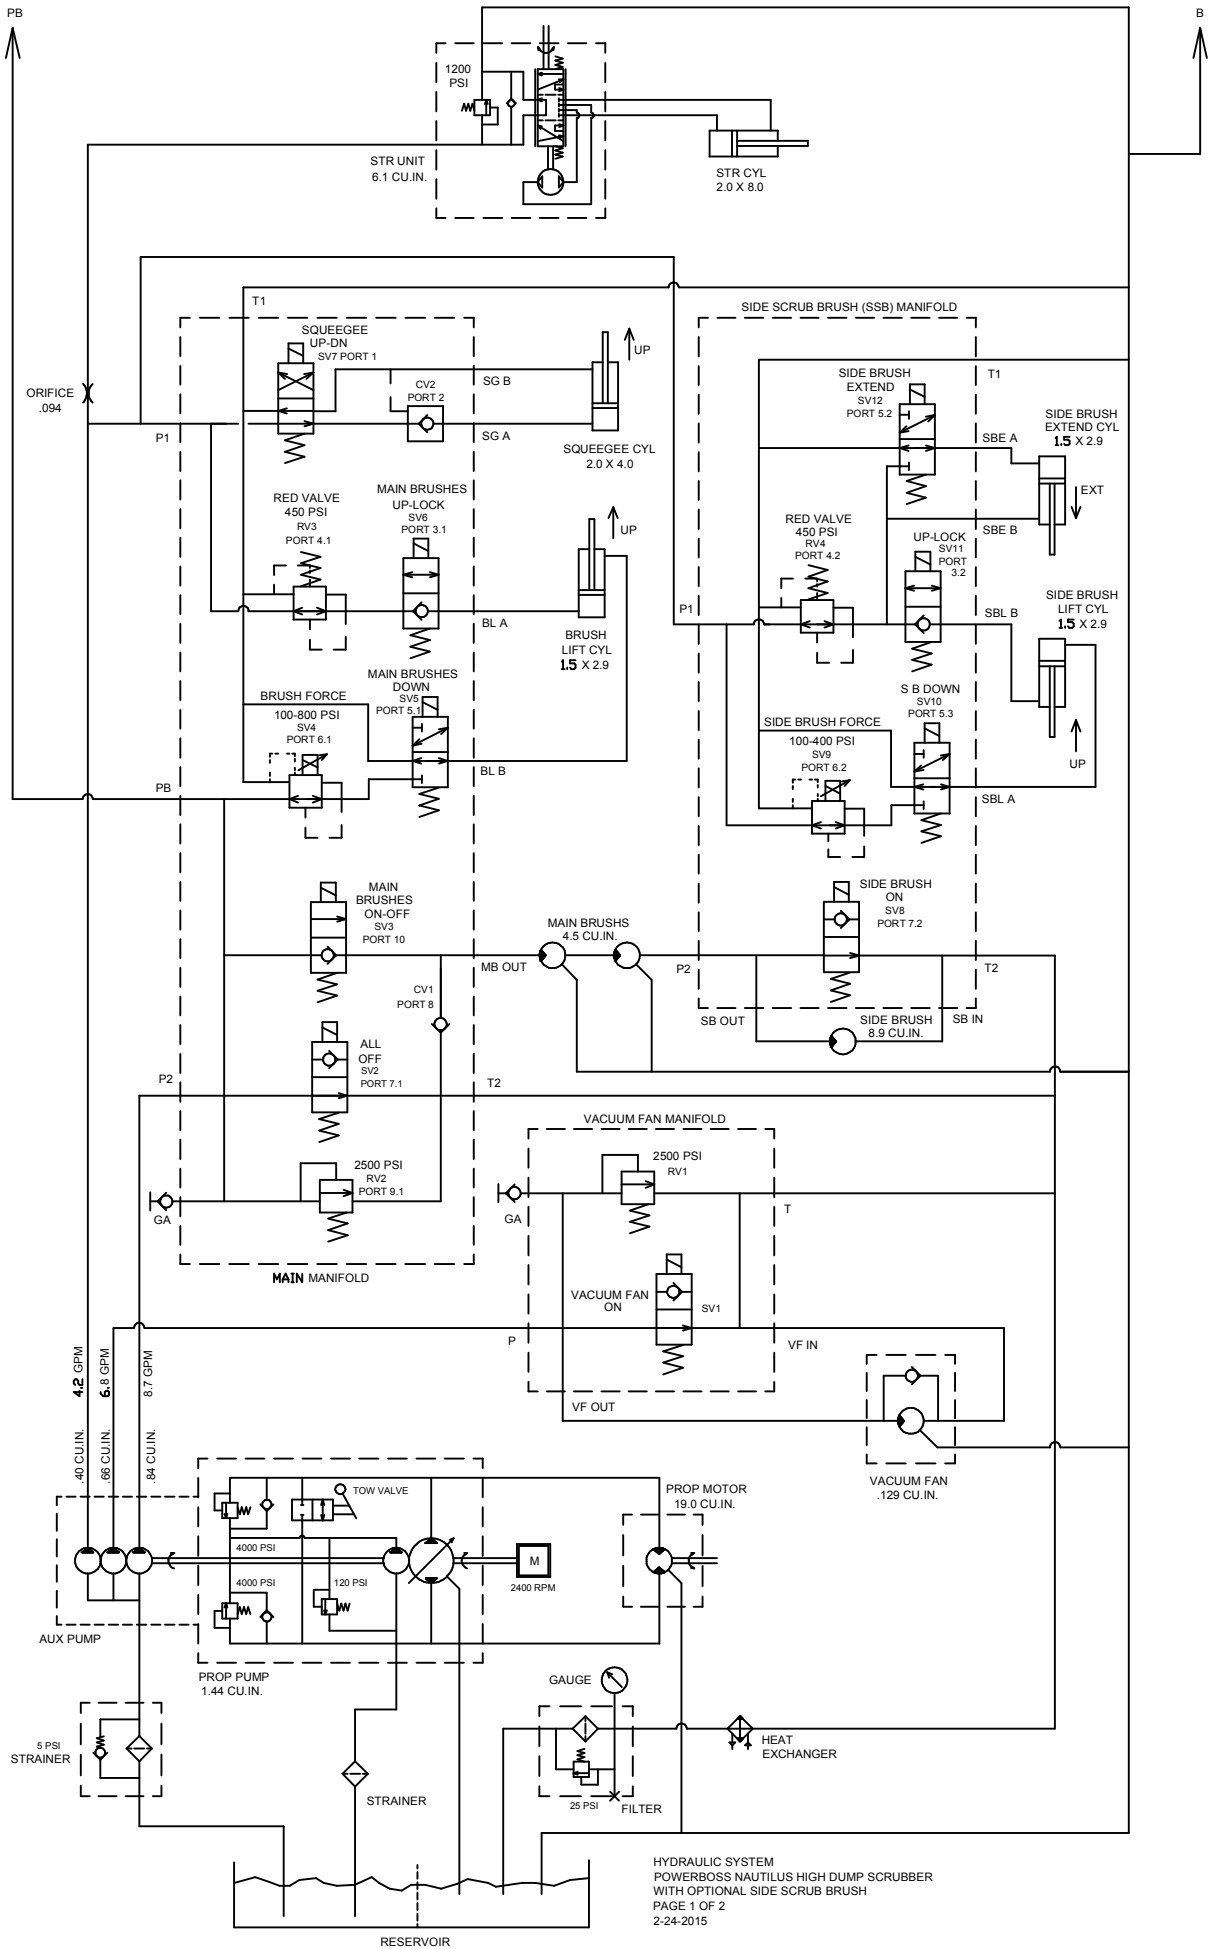 PB
B
1200
PSI
STR UNIT
6.1 CU.IN.
STR CYL
2.0 X 8.0
T1
SIDE SCRUB BRUSH (SSB) MANIFOLD
SQUEEGEE
UP-DN
SV7 PORT 1
UP
SG B
CV2
PORT 2
SG A
ORIFICE
.094
P1
SQUEEGEE CYL
2.0 X 4.0
T1
SIDE BRUSH
EXTEND
SV12
PORT 5.2
SBE A
SIDE BRUSH
EXTEND CYL
1.5 X 2.9
EXT
SBE B
RED VALVE
450 PSI
RV3
PORT 4.1
MAIN BRUSHES
UP-LOCK
SV6
PORT 3.1
UP
BL A
BRUSH
LIFT CYL
1.5 X 2.9
RED VALVE
450 PSI
RV4
PORT 4.2
UP-LOCK
SV11
PORT
3.2
P1
SBL B
SIDE BRUSH
LIFT CYL
1.5 X 2.9
UP
MAIN BRUSHES
DOWN
SV5
PORT 5.1
BRUSH FORCE
100-800 PSI
SV4
PORT 6.1
BL B
PB
S B DOWN
SV10
PORT 5.3
SIDE BRUSH FORCE
100-400 PSI
SV9
PORT 6.2
SBL A
MAIN
BRUSHES
ON-OFF
SV3
PORT 10
MB OUT
MAIN BRUSHS
4.5 CU.IN.
SIDE BRUSH
ON
SV8
PORT 7.2
P2
T2
CV1
PORT 8
SB OUT
SIDE BRUSH
8.9 CU.IN.
SB IN
ALL
OFF
SV2
PORT 7.1
P2
T2
2500 PSI
RV2
PORT 9.1
GA
MAIN MANIFOLD
VACUUM FAN MANIFOLD
2500 PSI
RV1
GA
T
VACUUM FAN
ON
SV1
P
VF IN
VF OUT
VACUUM FAN
.129 CU.IN.
4.2 GPM
6.8 GPM
8.7 GPM
.40 CU.IN.
.66 CU.IN.
.84 CU.IN.
TOW VALVE
4000 PSI
4000 PSI
120 PSI
M
2400 RPM
PROP MOTOR
19.0 CU.IN.
AUX PUMP
PROP PUMP
1.44 CU.IN.
GAUGE
5 PSI
STRAINER
STRAINER
25 PSI
FILTER
HEAT
EXCHANGER
RESERVOIR
HYDRAULIC SYSTEM
POWERBOSS NAUTILUS HIGH DUMP SCRUBBER
WITH OPTIONAL SIDE SCRUB BRUSH
PAGE 1 OF 2
2-24-2015